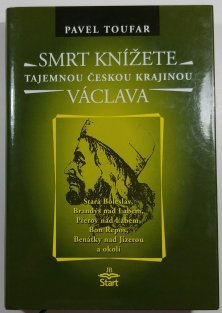 PAVEL TOUFAR
SMRT KNÍŽETE
TAJEMNOU ČESKOU KRAJINOU
VÁCLAVA
Stará Boleslav,
Brandýs nad Labem,
Přerov nad Labem,
Bon Repos,
Benátky nad Jizerou
a okolí
Start